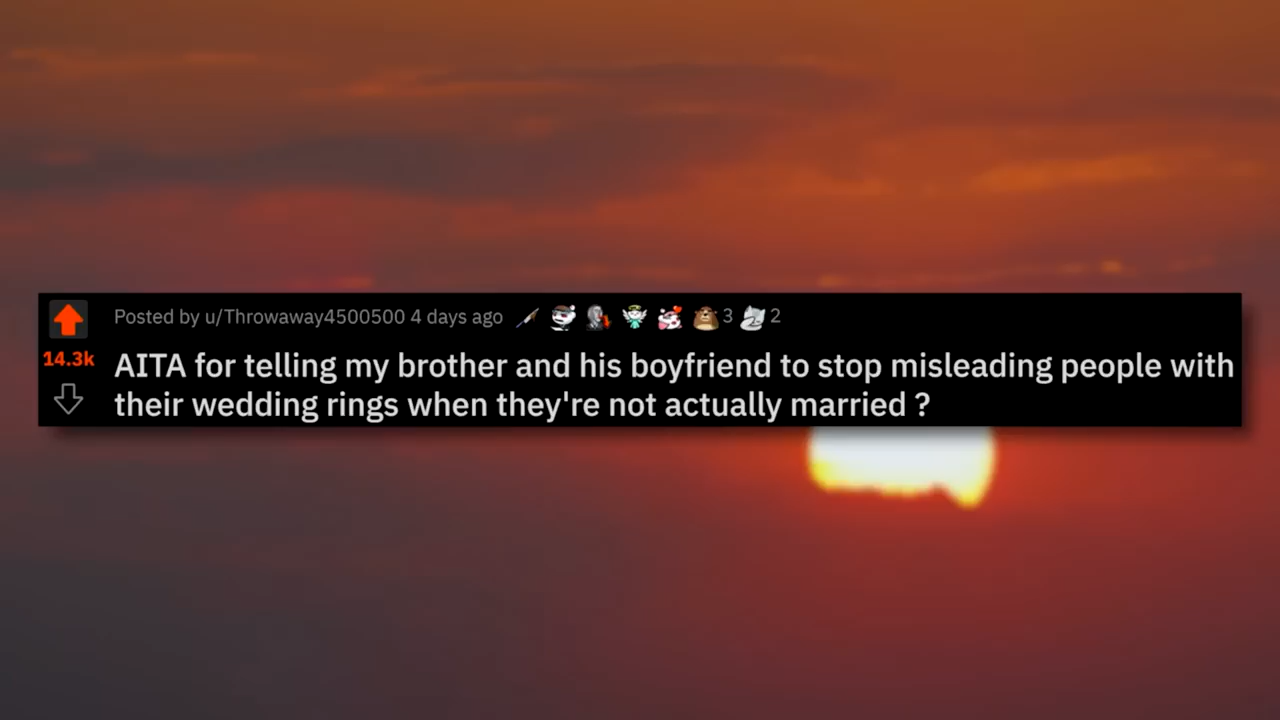 Posted by u/Throwaway4500500 4 days ago 3 2
14.3k
AITA for telling my brother and his boyfriend to stop misleading people with
their wedding rings when they're not actually married ?